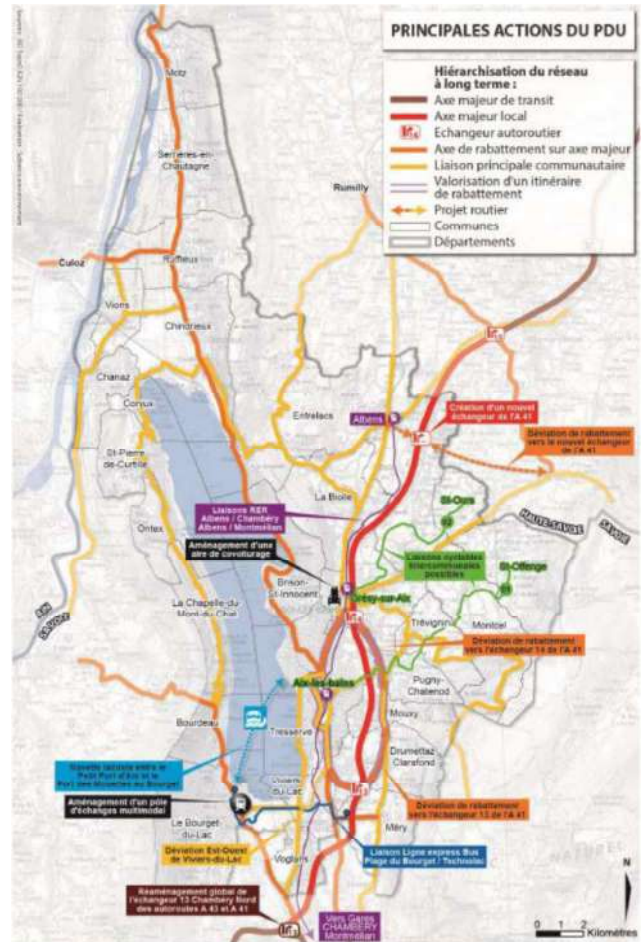 PRINCIPALES ACTIONS DU PDU
Hiérarchisation du réseau
à long terme :
Axe majeur de transit
Axe majeur local
Echangeur autoroutier
Axe de rabattement sur axe majeur
Liaison principale communautaire
Valorisation d'un itinéraire
de rabattement
Projet routier
Communes
Départements
Motz
Serrières-en-
Chautagne
Rumilly
Culoz
Ruffieux
Vions
Chindrieux
Chanaz
Conjux
St-Pierre
de-Curtille
Entrelacs
Albens
Création d'un nouvel
échangeur de l'A 41
Déviation de rabattement
vers le nouvel échangeur
de l'A 41
Ontex
La Biolle
St-Ours
HAUTE-SAVOIE
SAVOIE
Liaisons RER
Albens / Chambéry
Albens / Montmélian
Aménagement d'une
aire de covoiturage
Liaisons cyclables
intercommunales
possibles
St-Offenge
AIN
SAVOIE
Brison-
St-Innocent
Grésy-sur-Aix
La Chapelle-du-
Mont-du-Chat
Trévignin
Montcel
Déviation de rabattement
vers l'échangeur 14 de l'A 41
Aix-les-bains
Pugny-
Chatenod
Bourdeau
Tresserve
Mouxy
Drumettaz
Clarafond
Navette lacustre entre le
Petit Port d'Aix et le
Port des Mouettes au Bourget
Viviers
du-Lac
Aménagement d'un pôle
d'échanges multimodal
Déviation de rabattement
vers l'échangeur 13 de l'A 41
Le Bourget-
du-Lac
Méry
Déviation Est-Ouest
de Viviers-du-Lac
Liaison Ligne express Bus
Plage du Bourget / Technolac
Voglans
Réaménagement global de
l'échangeur 13 Chambéry Nord
des autoroutes A 43 et A 41
Vers Gares
CHAMBÉRY
Montmélian
N
0 1 2
Kilomètres